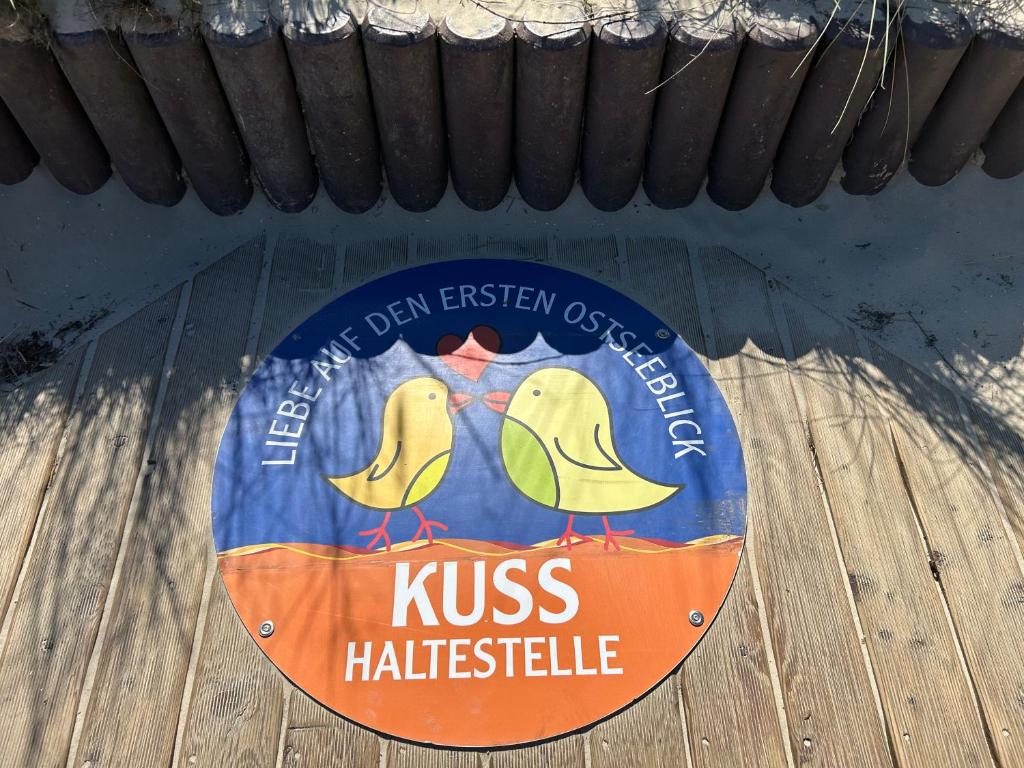 LIEBE AUF DEN ERSTEN OSTSEEBLICK
KUSS
HALTESTELLE